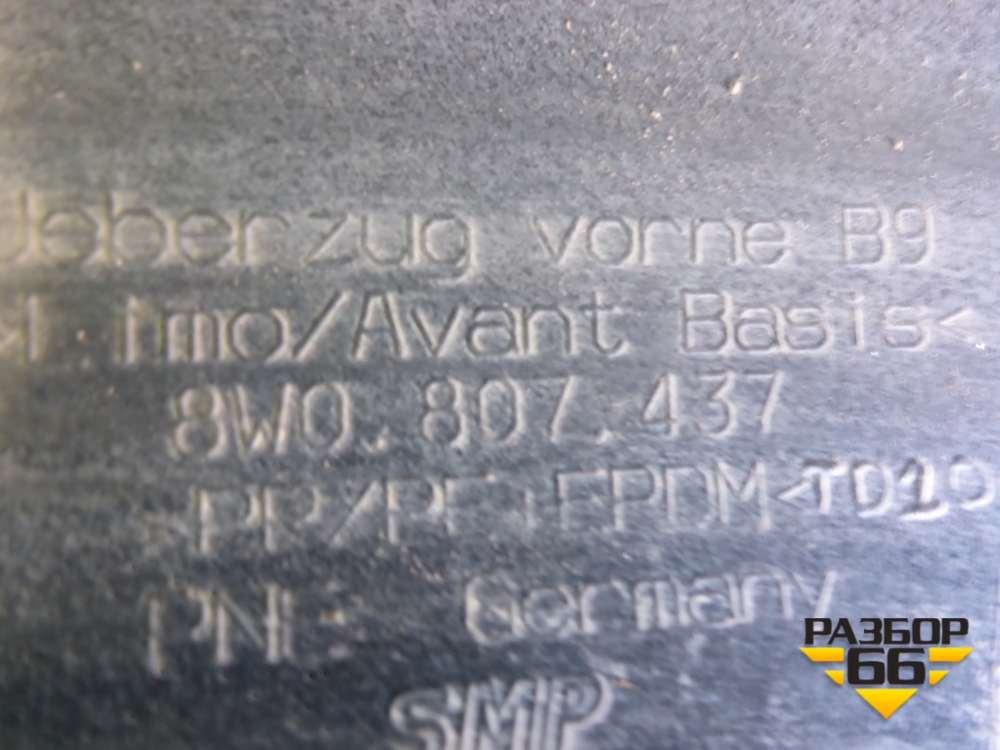 Ueberzug vorne B9
>Limo/Avant Basis<
8W0.807.437
>PP/PE+EPDM<TD10
Germany
SMP
РАЗБОР
66